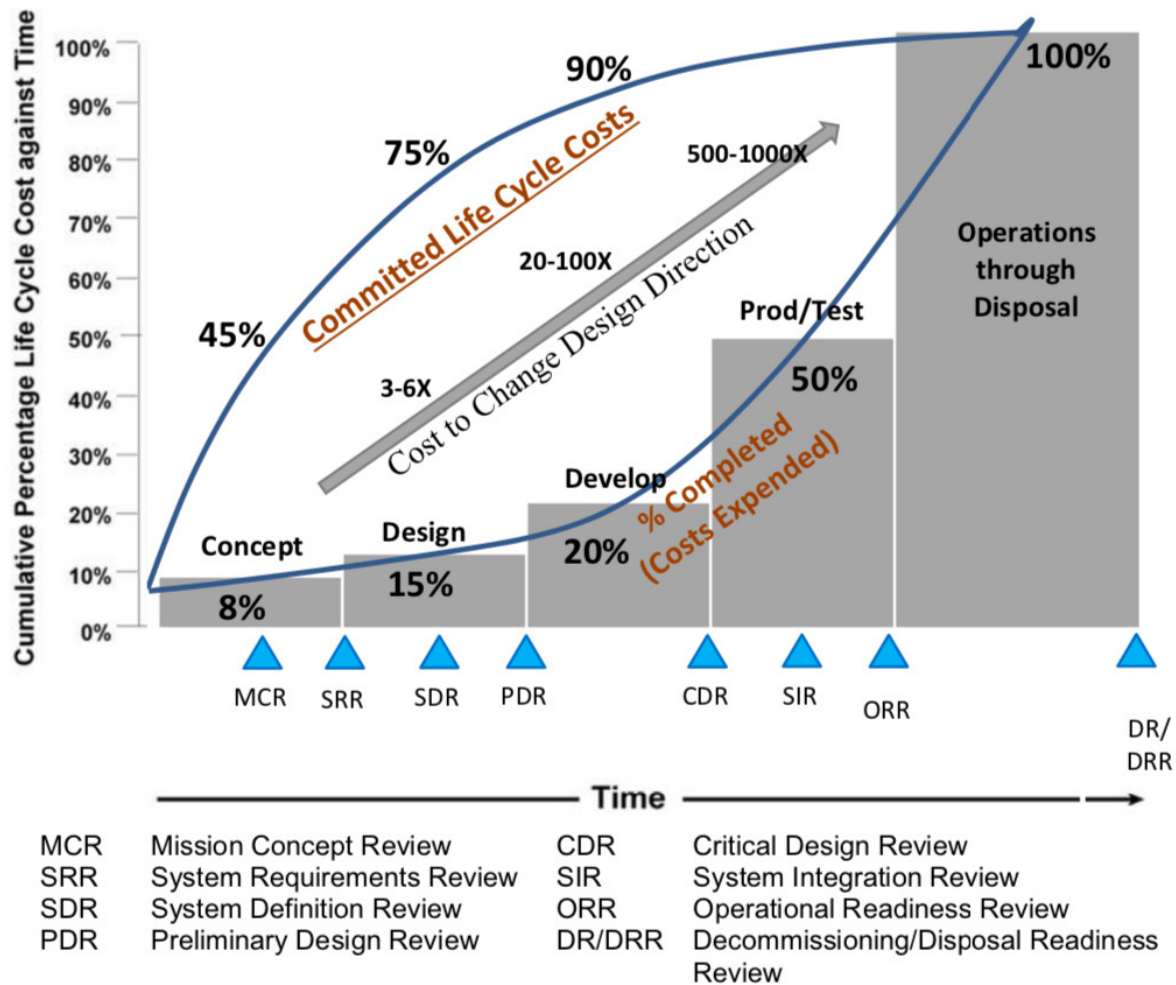 Cumulative Percentage Life Cycle Cost against Time
100%
90%
80%
70%
60%
50%
40%
30%
20%
10%
0%
45%
75%
90%
100%
Committed Life Cycle Costs
3-6X
20-100X
500-1000X
Cost to Change Design Direction
Concept
8%
Design
15%
Develop
20%
Prod/Test
50%
% Completed
(Costs Expended)
Operations
through
Disposal
MCR
SRR
SDR
PDR
CDR
SIR
ORR
DR/
DRR
Time
MCR Mission Concept Review
SRR System Requirements Review
SDR System Definition Review
PDR Preliminary Design Review
CDR Critical Design Review
SIR System Integration Review
ORR Operational Readiness Review
DR/DRR Decommissioning/Disposal Readiness
Review